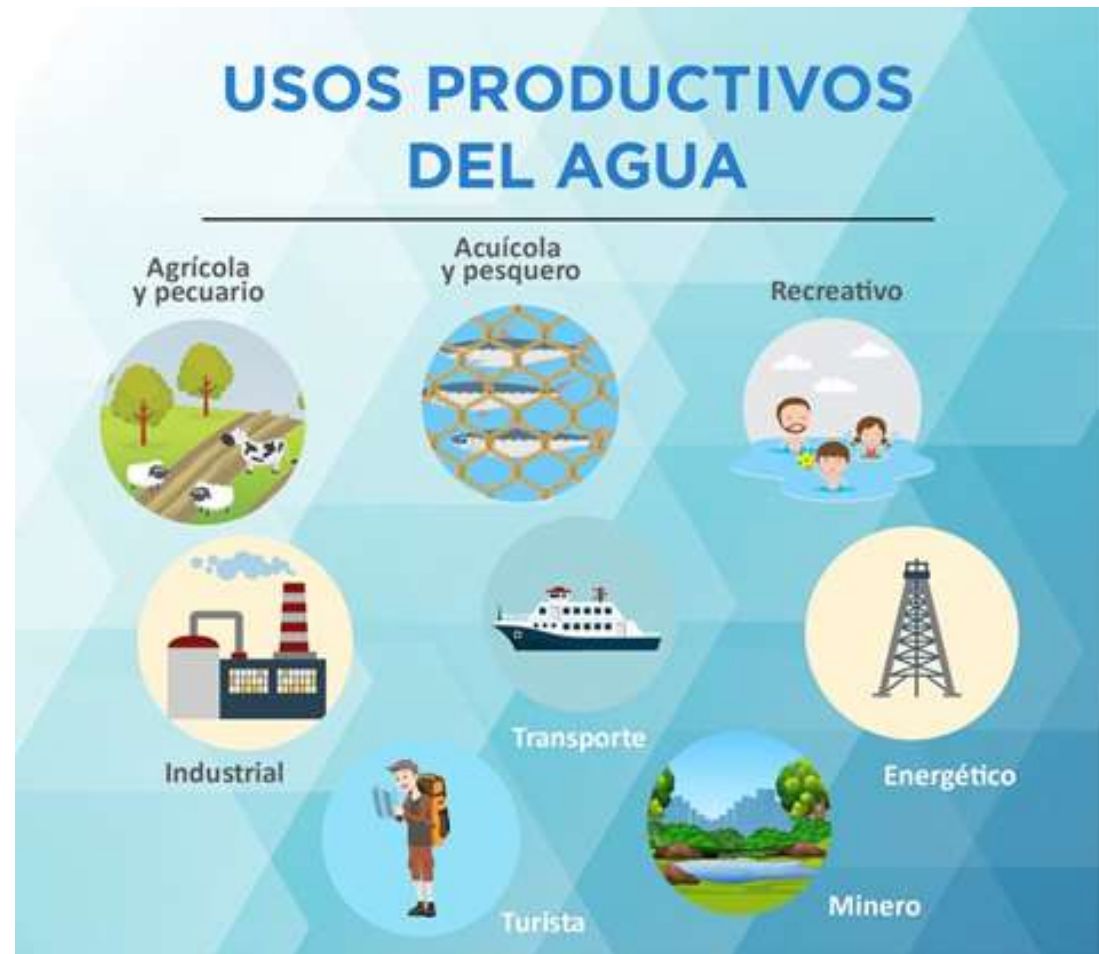 USOS PRODUCTIVOS
DEL AGUA
Agrícola
y pecuario
Acuícola
y pesquero
Recreativo
Industrial
Transporte
Energético
Turista
Minero